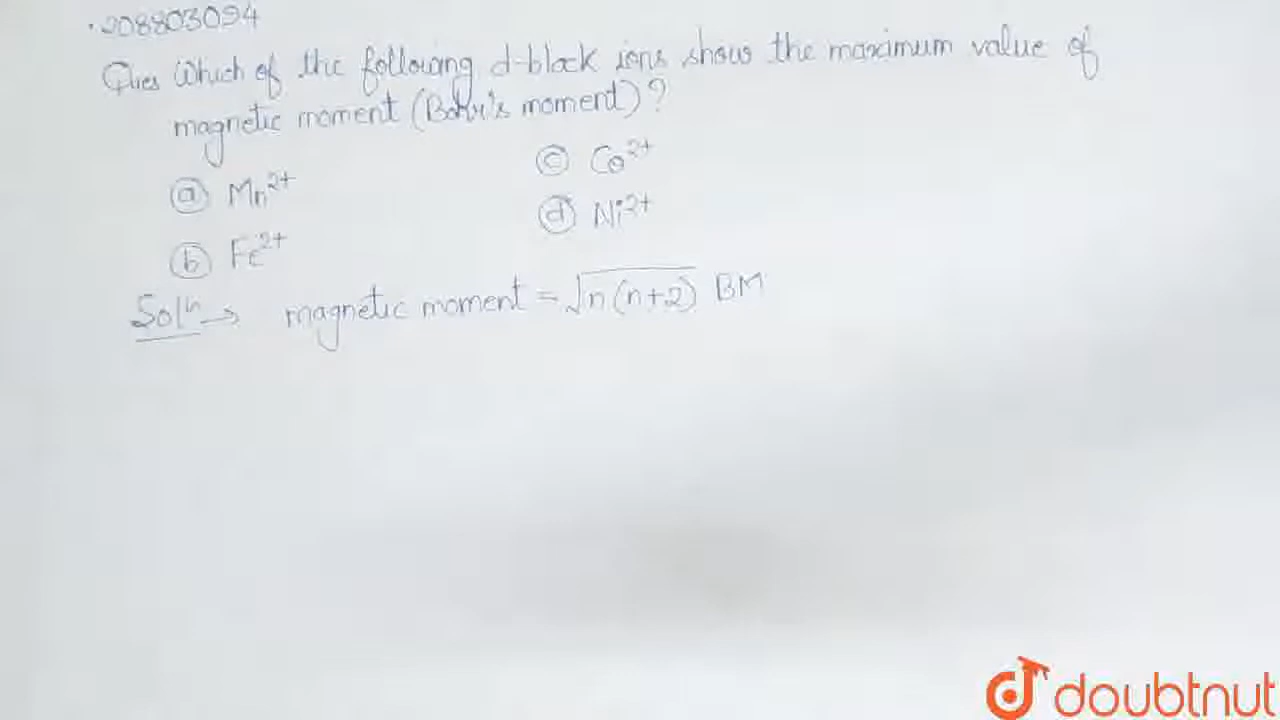 208803094
Ques Which of the following d-block ions show the maximum value of
magnetic moment (Bohr's moment)?
(a) Mn²⁺
(c) Co²⁺
(b) Fe²⁺
(d) Ni²⁺
Solⁿ → magnetic moment = √n(n+2) BM
doubtnut